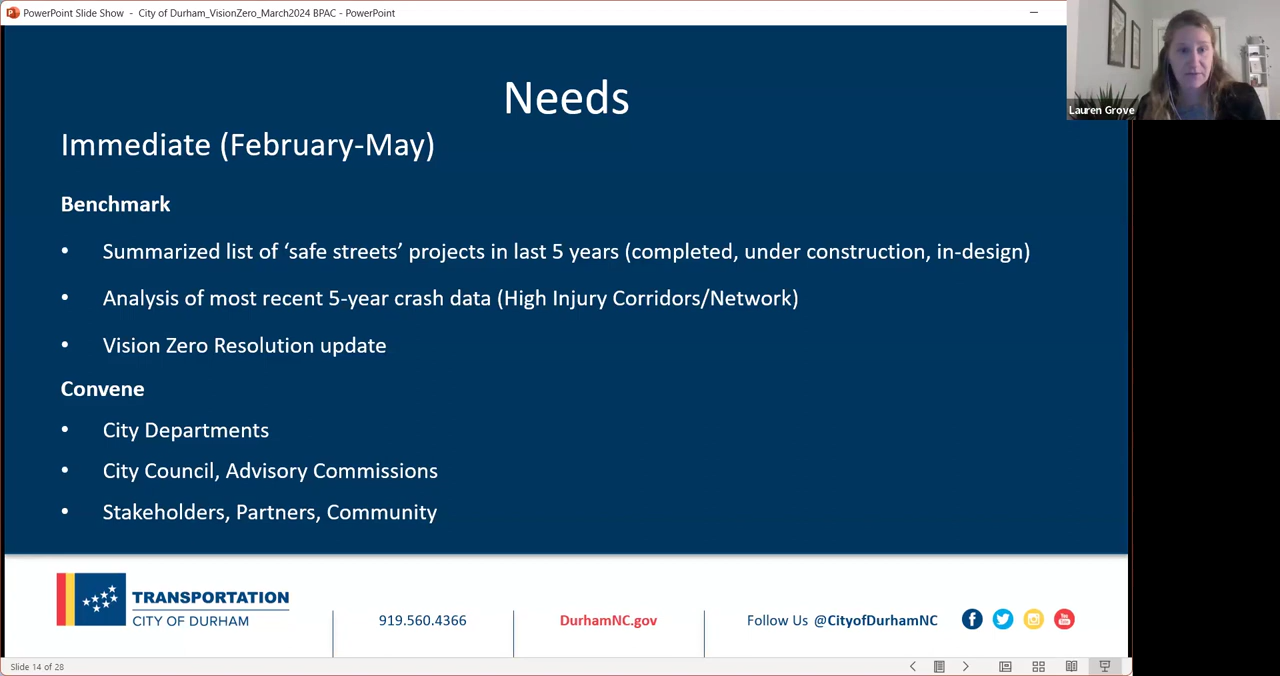 PowerPoint Slide Show - City of Durham_VisionZero_March2024 BPAC - PowerPoint
Lauren Grove
Needs
Immediate (February-May)
Benchmark
• Summarized list of ‘safe streets’ projects in last 5 years (completed, under construction, in-design)
• Analysis of most recent 5-year crash data (High Injury Corridors/Network)
• Vision Zero Resolution update
Convene
• City Departments
• City Council, Advisory Commissions
• Stakeholders, Partners, Community
TRANSPORTATION
CITY OF DURHAM
919.560.4366
DurhamNC.gov
Follow Us @CityofDurhamNC
Slide 14 of 28